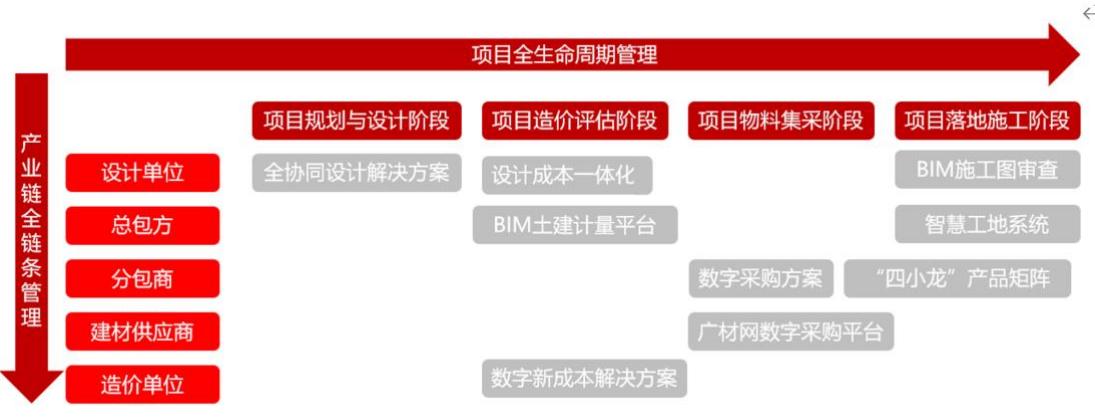 项目全生命周期管理
产业链全链条管理
项目规划与设计阶段
项目造价评估阶段
项目物料集采阶段
项目落地施工阶段
设计单位
全协同设计解决方案
设计成本一体化
BIM施工图审查
总包方
BIM土建计量平台
智慧工地系统
分包商
数字采购方案
“四小龙”产品矩阵
建材供应商
广材网数字采购平台
造价单位
数字新成本解决方案